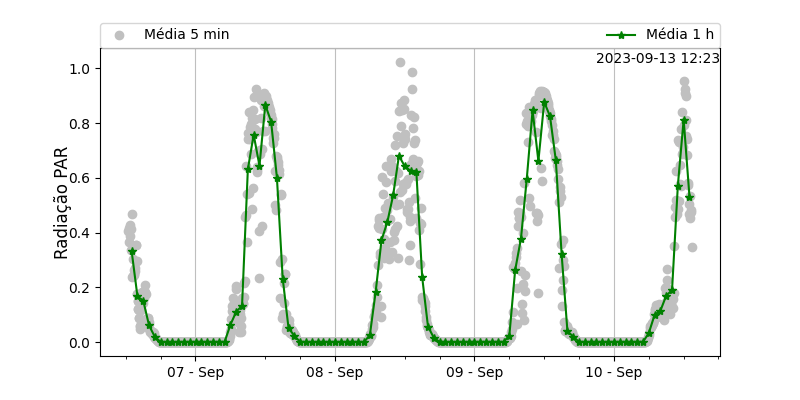 Média 5 min
Média 1 h
2023-09-13 12:23
Radiação PAR
1.0
0.8
0.6
0.4
0.2
0.0
07 - Sep
08 - Sep
09 - Sep
10 - Sep